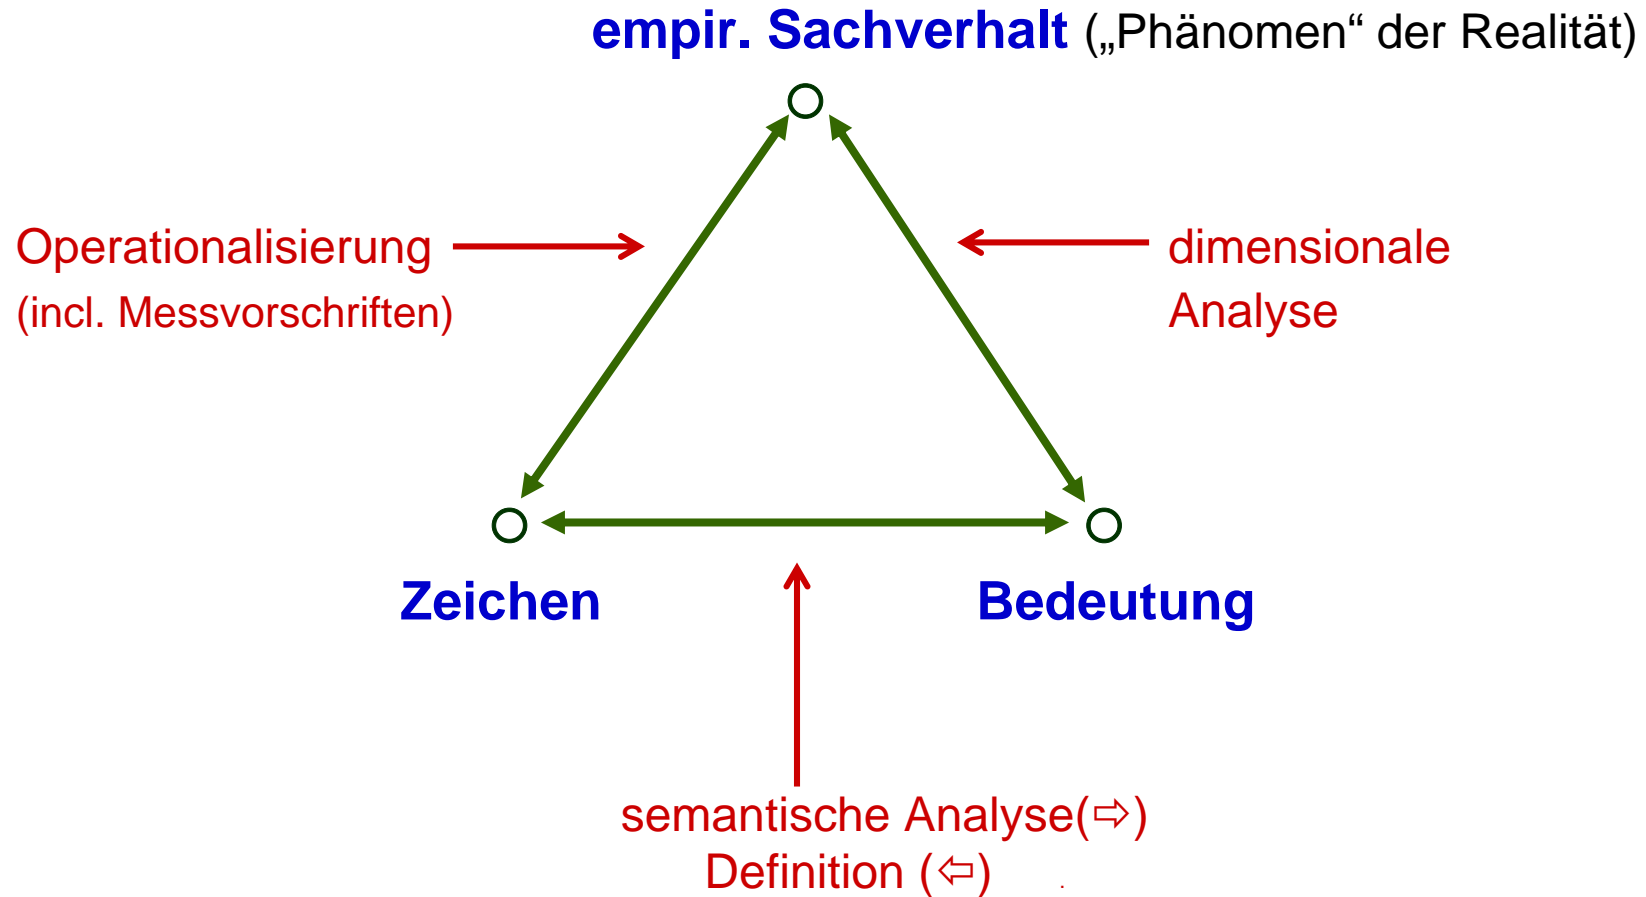 empir. Sachverhalt („Phänomen“ der Realität)
Operationalisierung
(incl. Messvorschriften)
dimensionale
Analyse
Zeichen
Bedeutung
semantische Analyse(⇨)
Definition (⇦) .